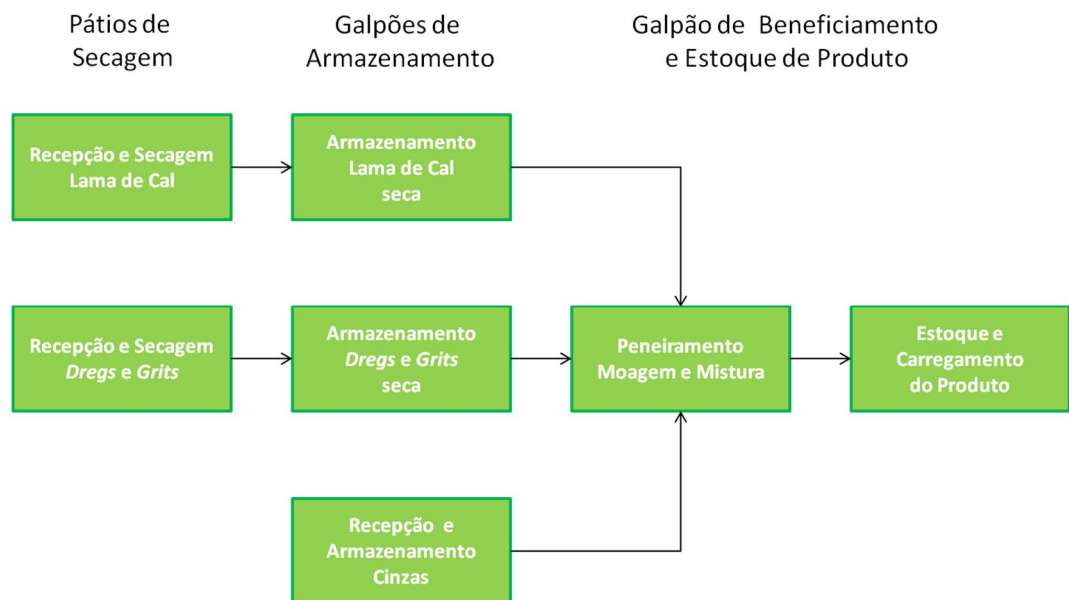 Pátios de
Secagem
Galpões de
Armazenamento
Galpão de Beneficiamento
e Estoque de Produto
Recepção e Secagem
Lama de Cal
Armazenamento
Lama de Cal
seca
Recepção e Secagem
Dregs e Grits
Armazenamento
Dregs e Grits
seca
Peneiramento
Moagem e Mistura
Estoque e
Carregamento
do Produto
Recepção e
Armazenamento
Cinzas